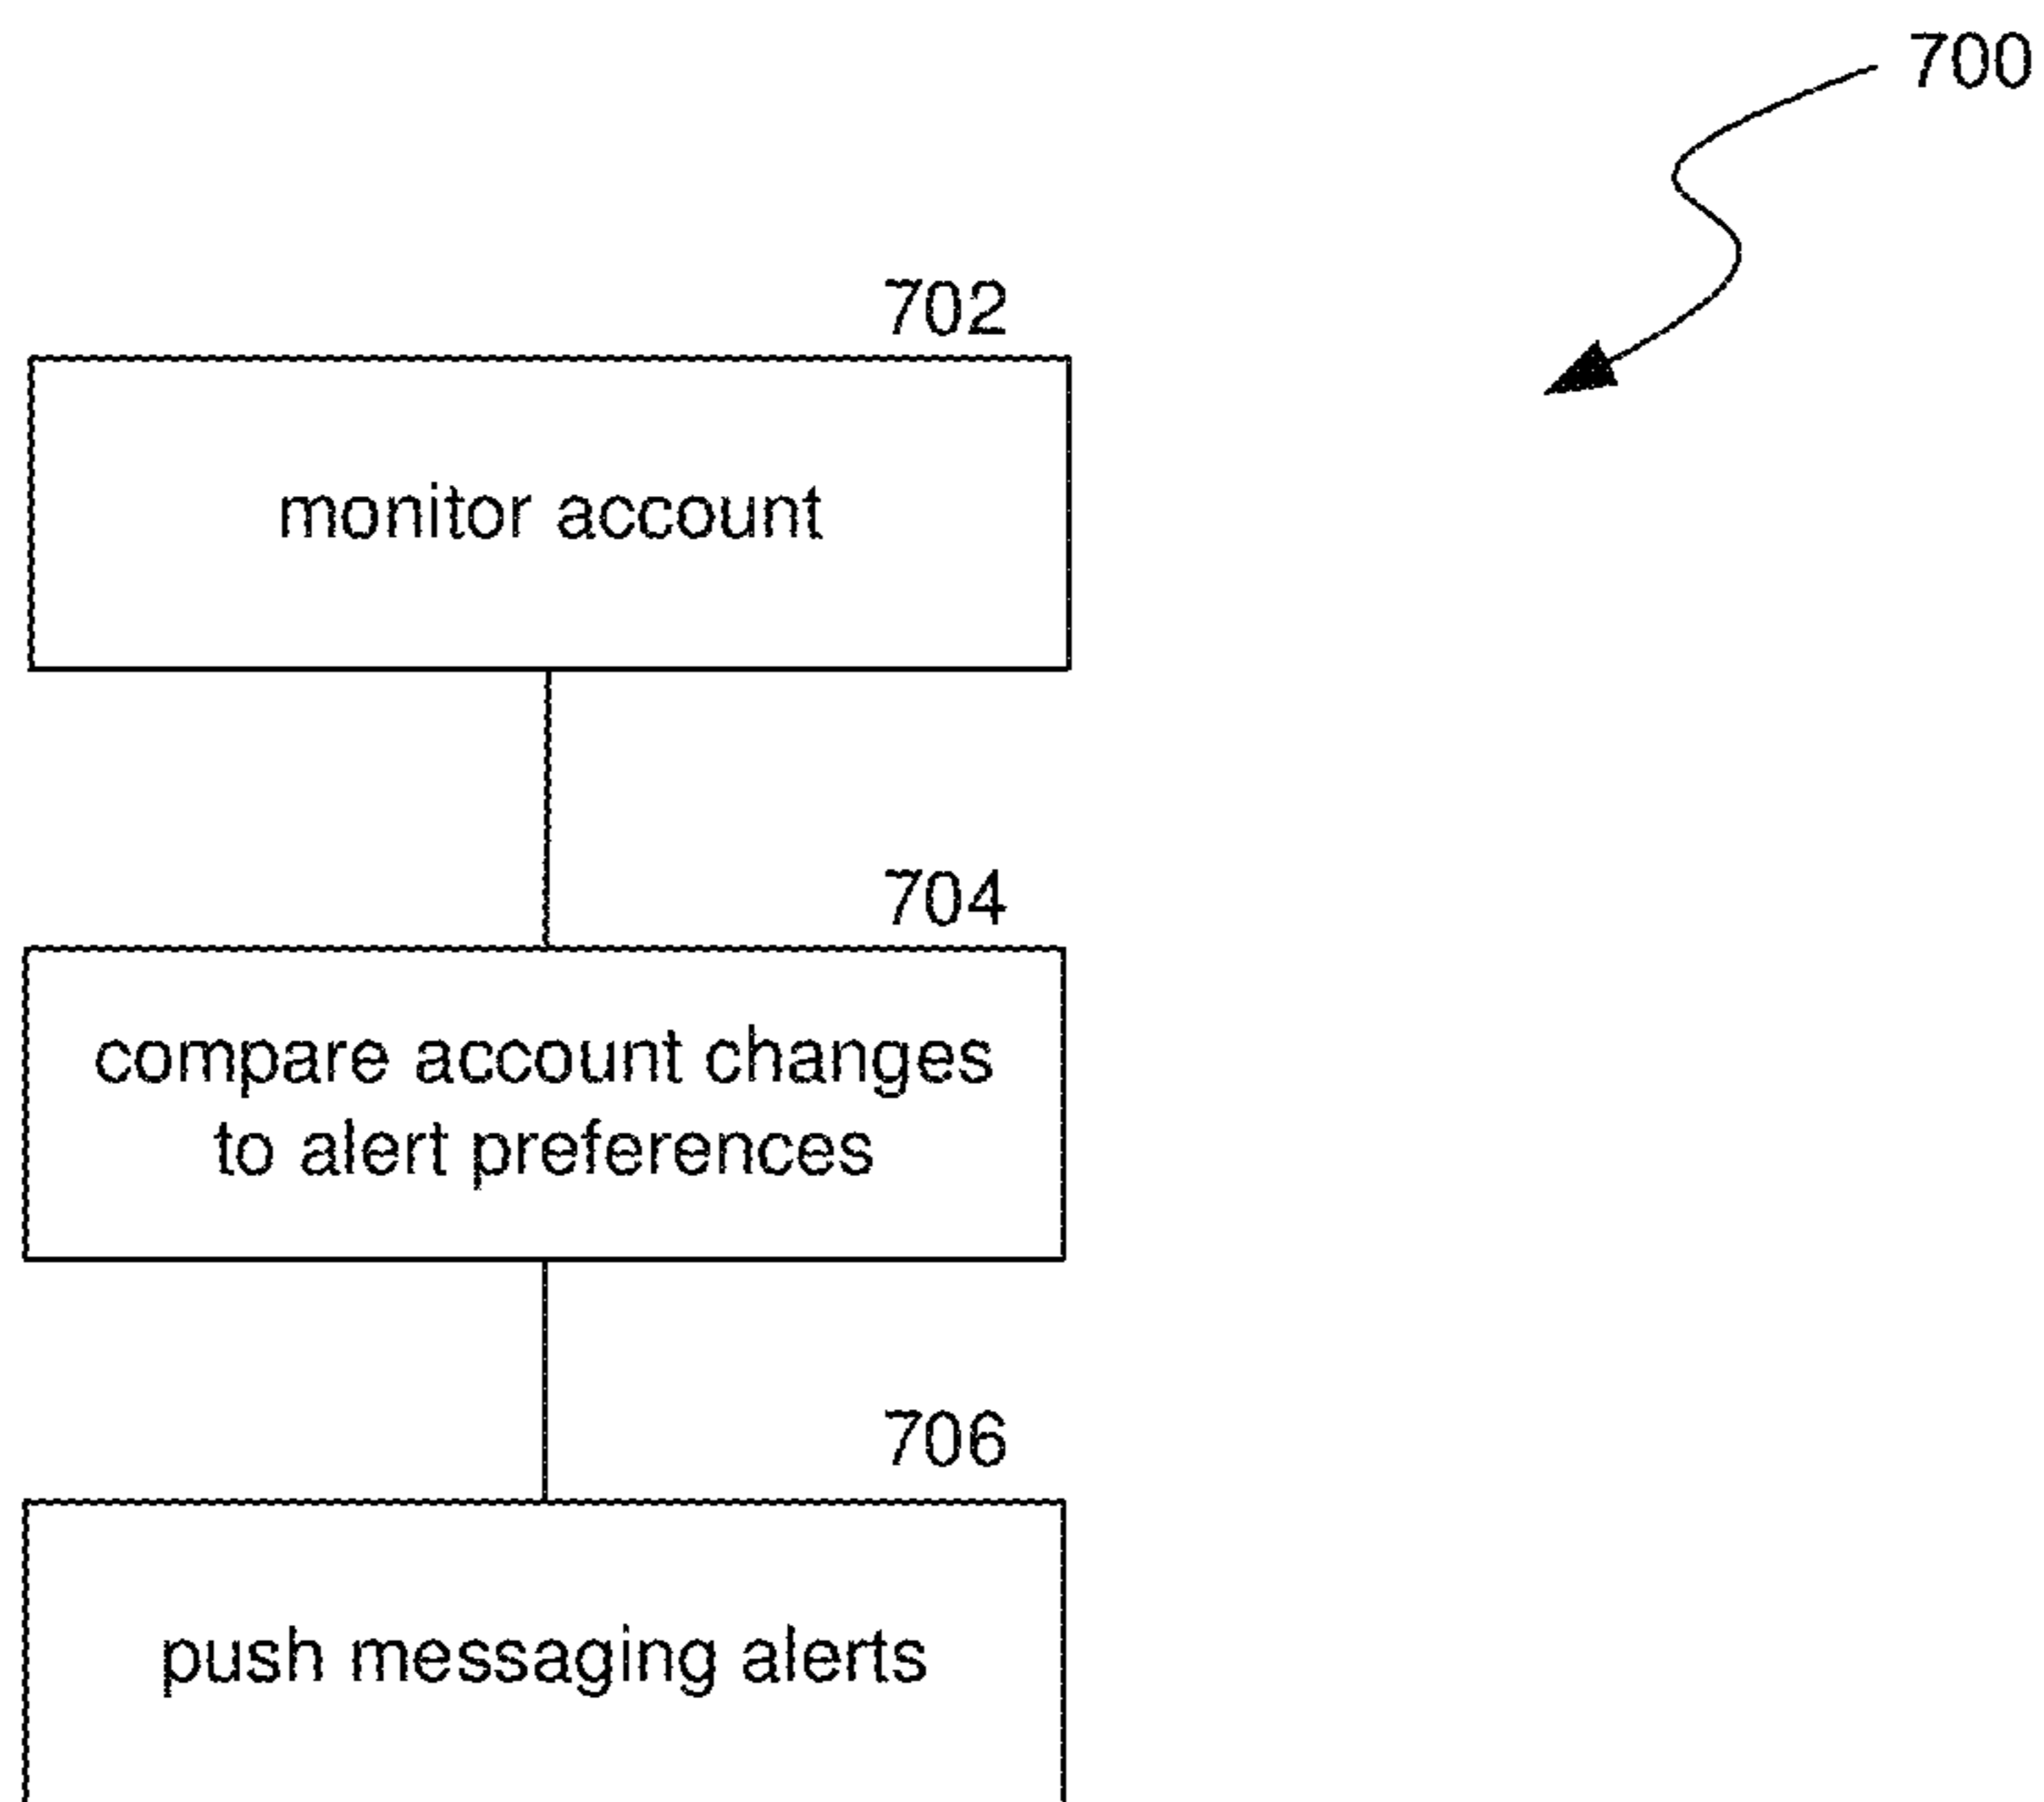 700
702
monitor account
704
compare account changes
to alert preferences
706
push messaging alerts